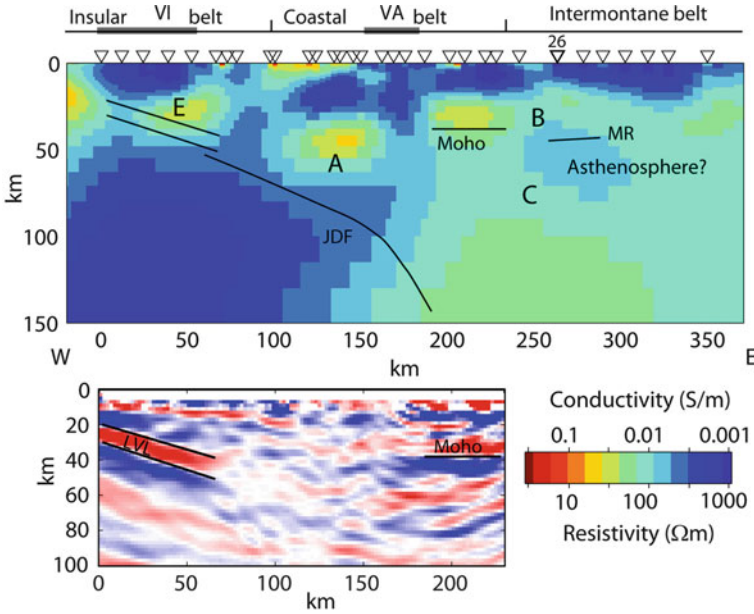 Insular VI belt Coastal VA belt Intermontane belt
26
0
E
B
MR
50
Moho
A
Asthenosphere?
C
km
100
JDF
150
0 50 100 150 200 250 300 350
W km E
0
20
LVL
Moho
40
km
60
80
100
0 50 100 150 200
km
Conductivity (S/m)
0.1 0.01 0.001
10 100 1000
Resistivity (Ωm)